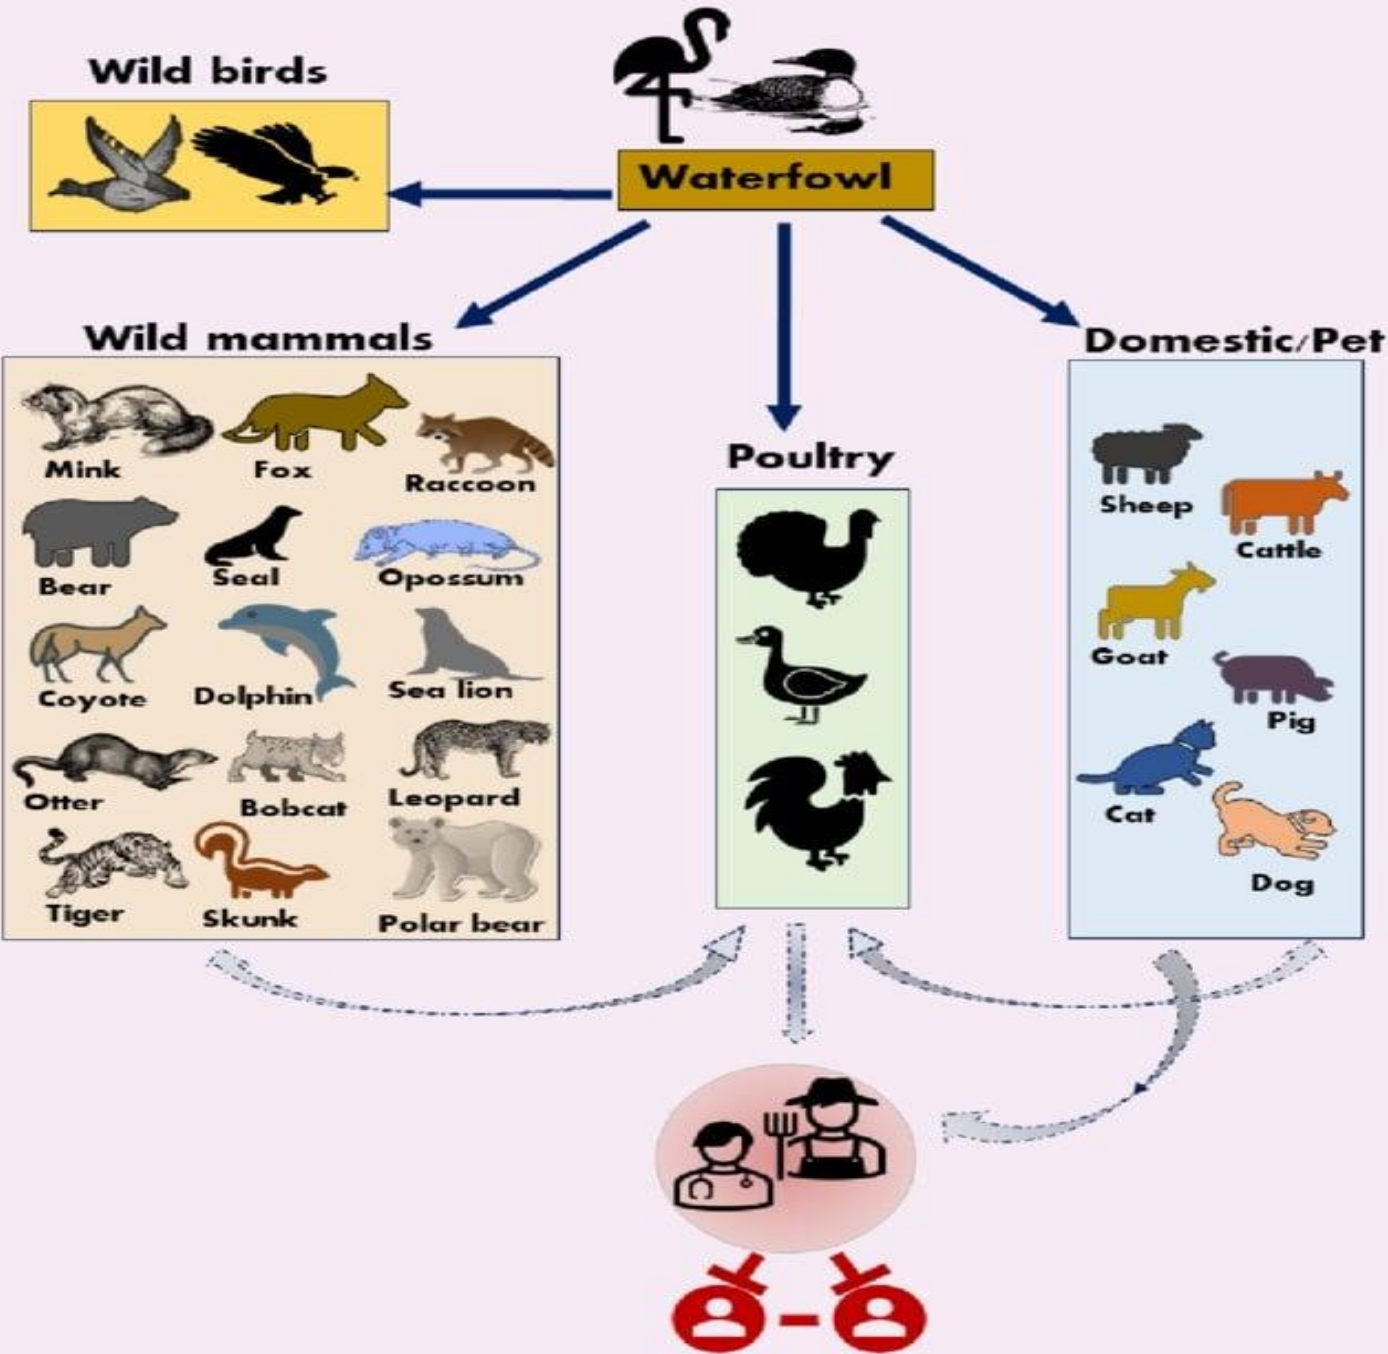 Wild birds
Waterfowl
Wild mammals
Mink
Fox
Raccoon
Bear
Seal
Opossum
Coyote
Dolphin
Sea lion
Otter
Bobcat
Leopard
Tiger
Skunk
Polar bear
Poultry
Domestic/Pet
Sheep
Cattle
Goat
Pig
Cat
Dog